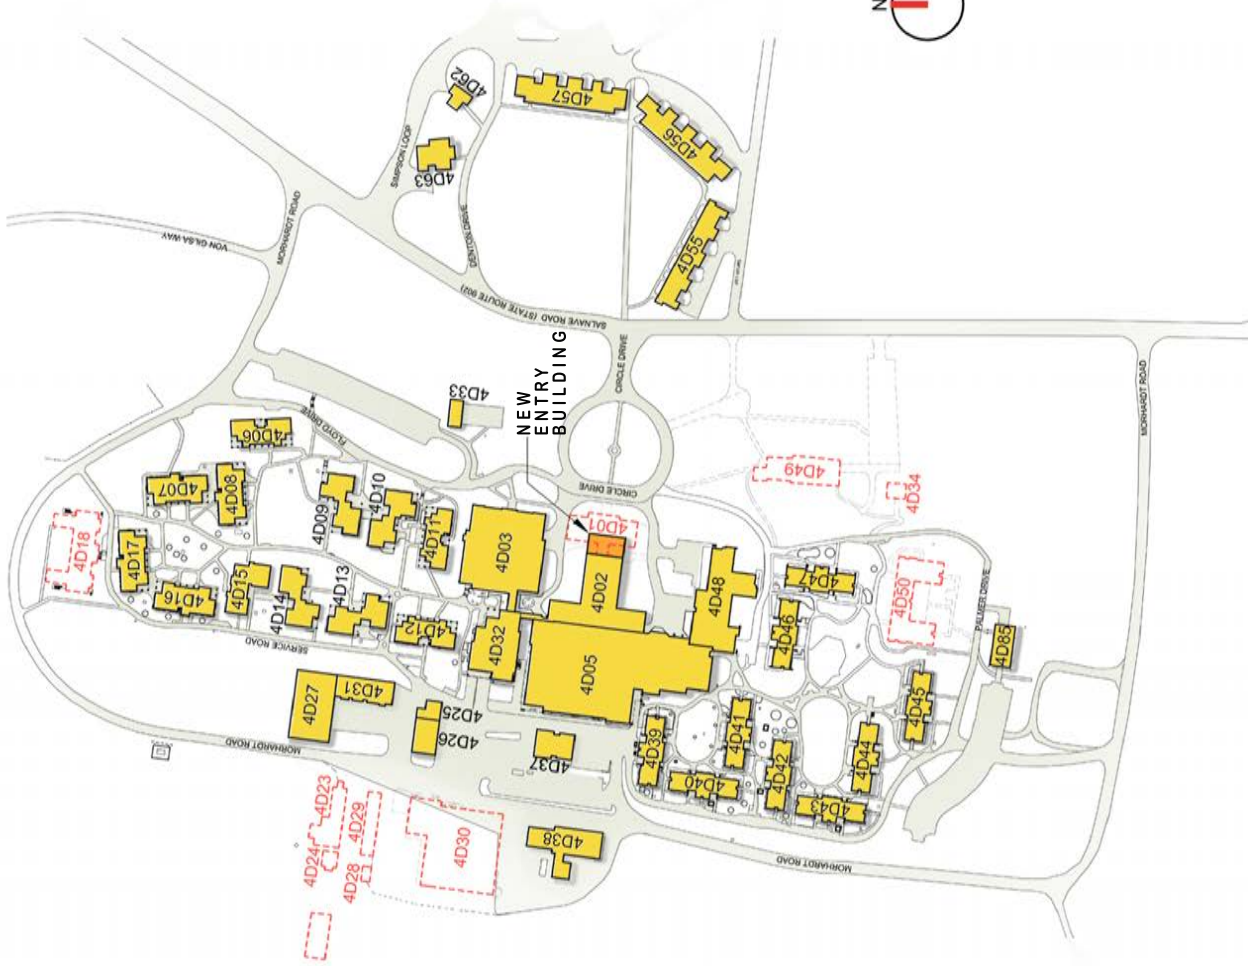 N
4D62
4D57
4D56
4D63
SIMPSON LOOP
DENTON DRIVE
4D55
MORHARDT ROAD
VON GILSA WAY
SALNAVE ROAD (STATE ROUTE 902)
CIRCLE DRIVE
NEW
ENTRY
BUILDING
4D33
FLOYD DRIVE
4D06
4D07
4D08
4D09
4D10
4D11
4D18
4D17
4D16
4D15
4D14
4D13
4D12
SERVICE ROAD
4D03
CIRCLE DRIVE
4D01
4D02
4D32
4D05
4D48
4D49
4D34
4D47
4D46
4D50
PALMER DRIVE
4D85
MORHARDT ROAD
4D27
4D31
4D25
4D26
4D37
4D39
4D41
4D40
4D42
4D43
4D44
4D45
MORHARDT ROAD
4D23
4D24
4D29
4D28
4D30
4D38
MORHARDT ROAD